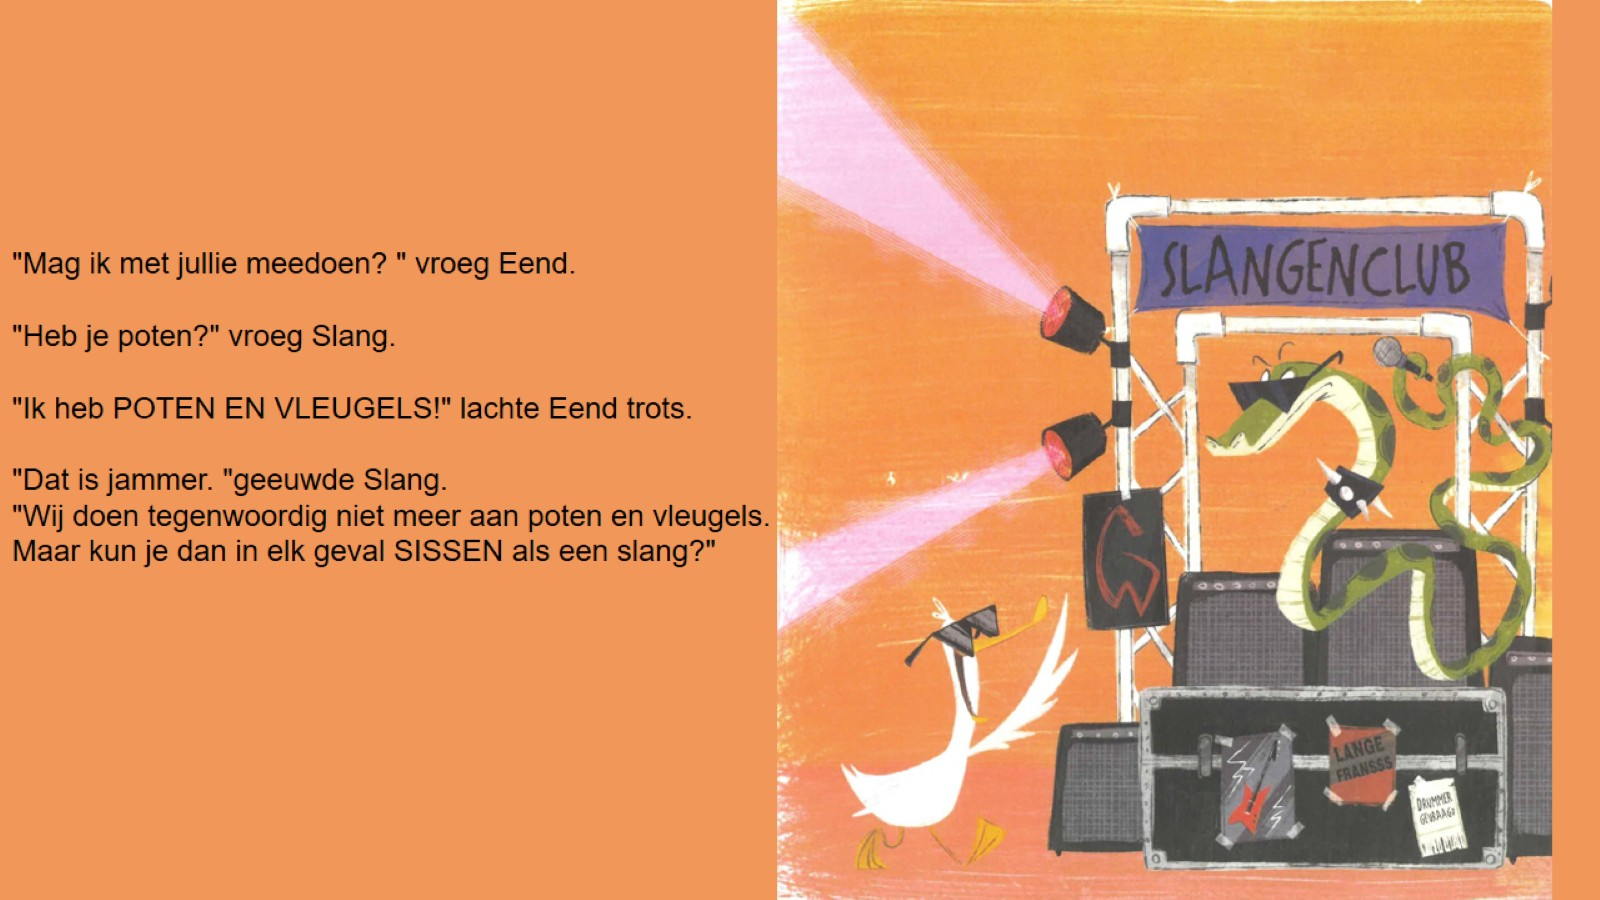 "Mag ik met jullie meedoen? " vroeg Eend.
"Heb je poten?" vroeg Slang.
"Ik heb POTEN EN VLEUGELS!" lachte Eend trots.
"Dat is jammer. "geeuwde Slang.
"Wij doen tegenwoordig niet meer aan poten en vleugels.
Maar kun je dan in elk geval SISSEN als een slang?"
SLANGENCLUB
LANGE
FRANSSS
DRUMMER
GEVRAAGD